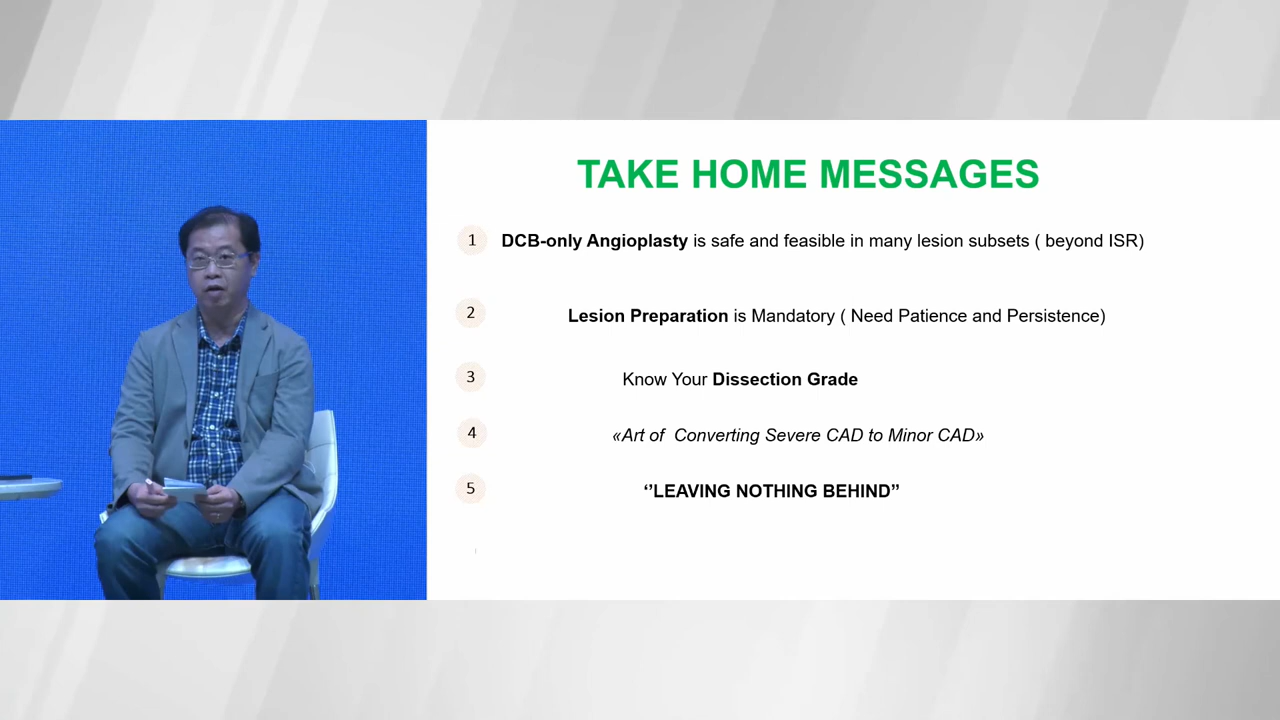 TAKE HOME MESSAGES
1 DCB-only Angioplasty is safe and feasible in many lesion subsets ( beyond ISR)
2 Lesion Preparation is Mandatory ( Need Patience and Persistence)
3 Know Your Dissection Grade
4 «Art of  Converting Severe CAD to Minor CAD»
5 ‘’LEAVING NOTHING BEHIND’’